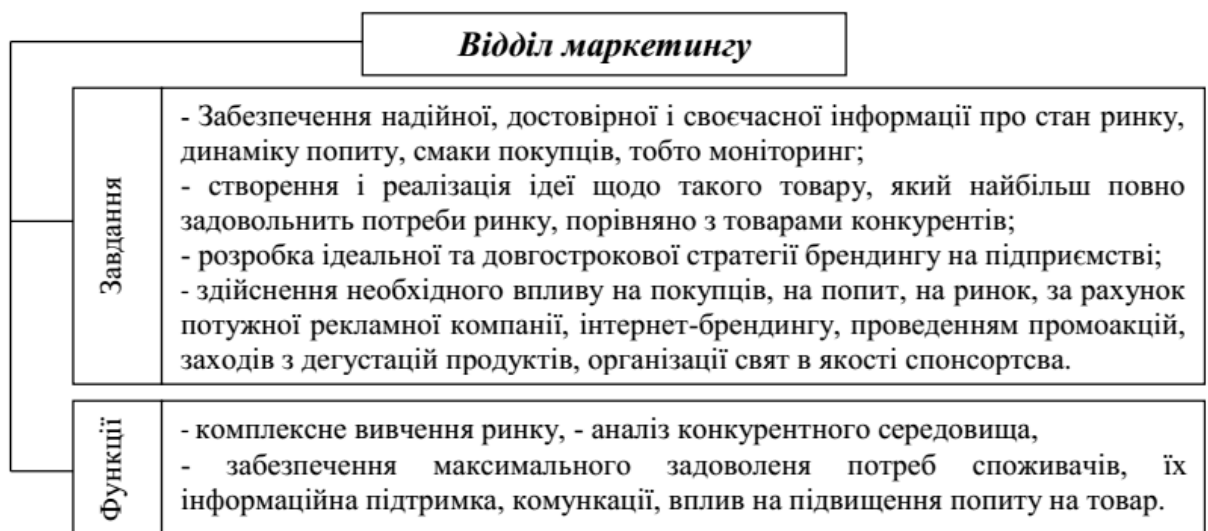 Відділ маркетингу
Завдання
- Забезпечення надійної, достовірної і своєчасної інформації про стан ринку,
динаміку попиту, смаки покупців, тобто моніторинг;
- створення і реалізація ідеї щодо такого товару, який найбільш повно
задовольнить потреби ринку, порівняно з товарами конкурентів;
- розробка ідеальної та довгострокової стратегії брендингу на підприємстві;
- здійснення необхідного впливу на покупців, на попит, на ринок, за рахунок
потужної рекламної компанії, інтернет-брендингу, проведенням промоакцій,
заходів з дегустацій продуктів, організації свят в якості спонсортсва.
Функції
- комплексне вивчення ринку, - аналіз конкурентного середовища,
- забезпечення максимального задоволеня потреб споживачів, їх
інформаційна підтримка, комункації, вплив на підвищення попиту на товар.